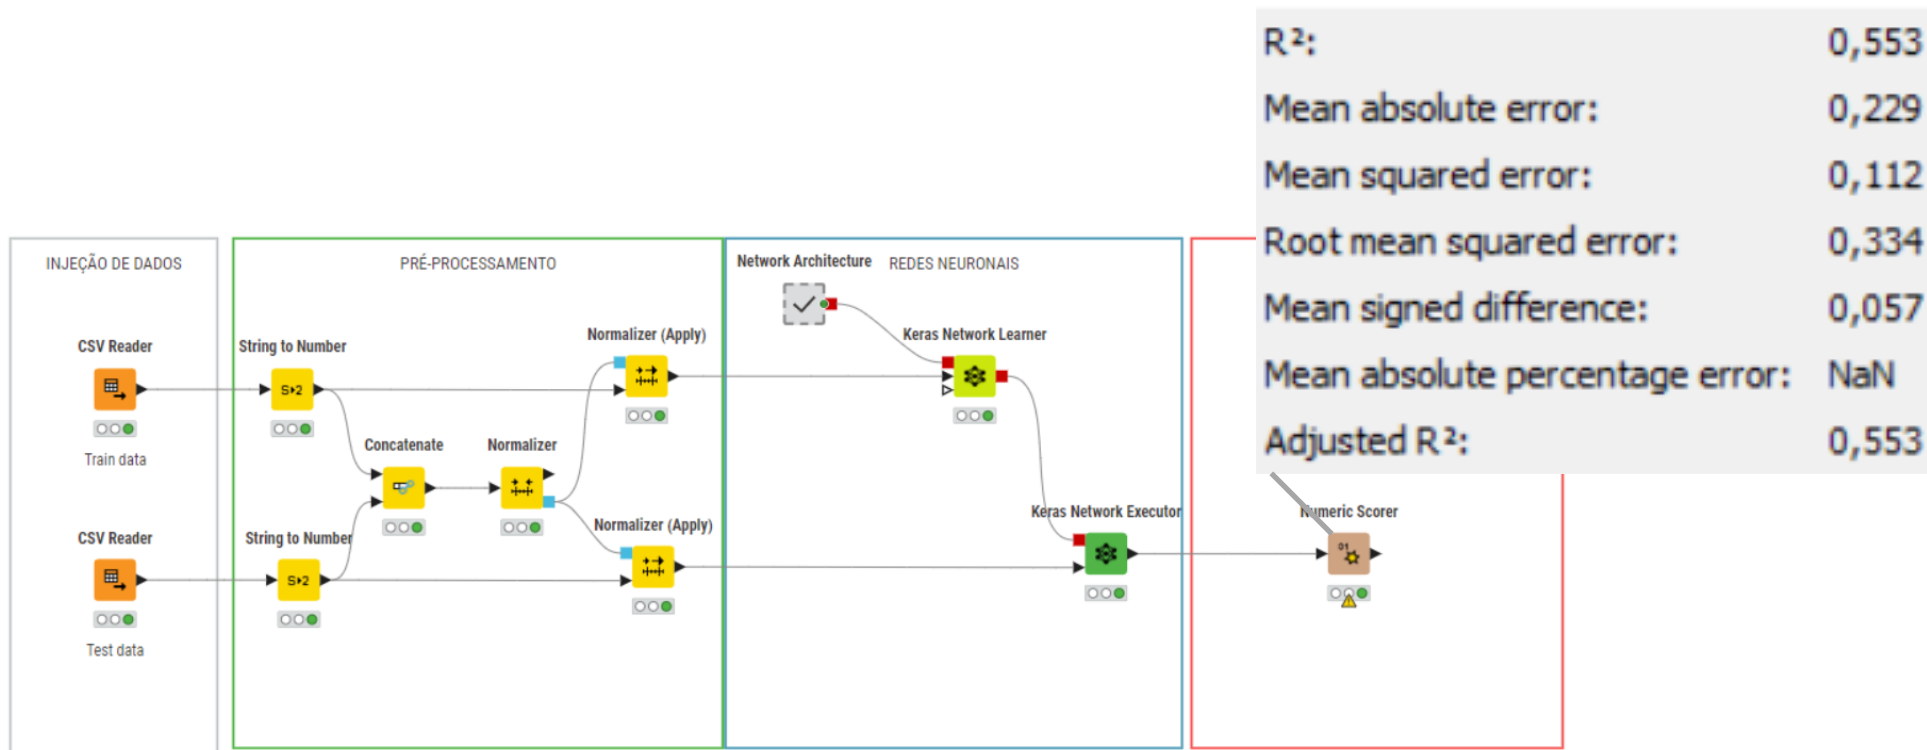 R²: 0,553
Mean absolute error: 0,229
Mean squared error: 0,112
Root mean squared error: 0,334
Mean signed difference: 0,057
Mean absolute percentage error: NaN
Adjusted R²: 0,553
INJEÇÃO DE DADOS
CSV Reader
Train data
CSV Reader
Test data
PRÉ-PROCESSAMENTO
String to Number
S▸2
String to Number
S▸2
Concatenate
Normalizer
Normalizer (Apply)
Normalizer (Apply)
Network Architecture
REDES NEURONAIS
Keras Network Learner
Keras Network Executor
Numeric Scorer
01